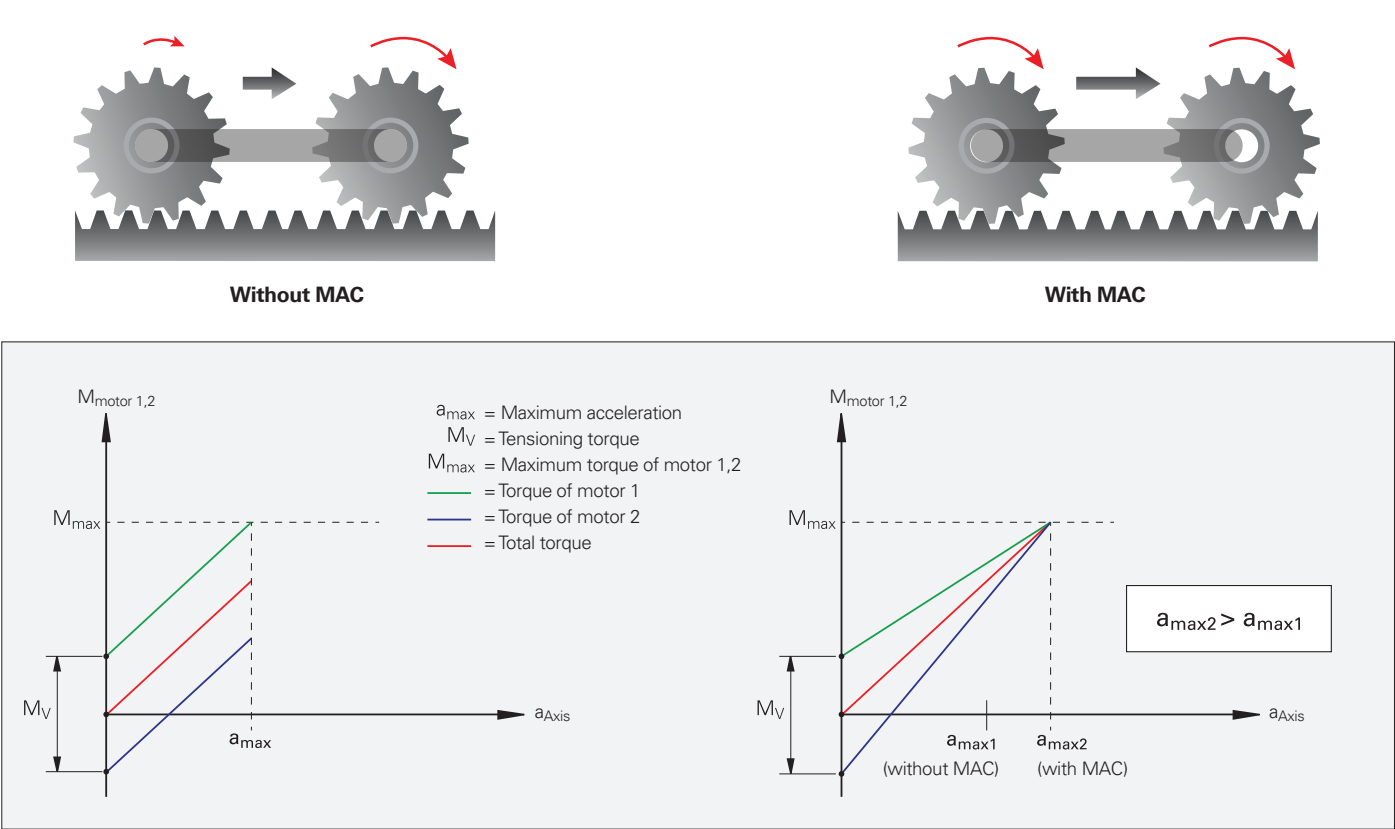 Without MAC
With MAC
Mmotor 1,2
amax = Maximum acceleration
MV = Tensioning torque
Mmax = Maximum torque of motor 1,2
= Torque of motor 1
= Torque of motor 2
= Total torque
Mmax
MV
amax
aAxis
Mmotor 1,2
Mmax
amax2 > amax1
MV
aAxis
amax1
(without MAC)
amax2
(with MAC)